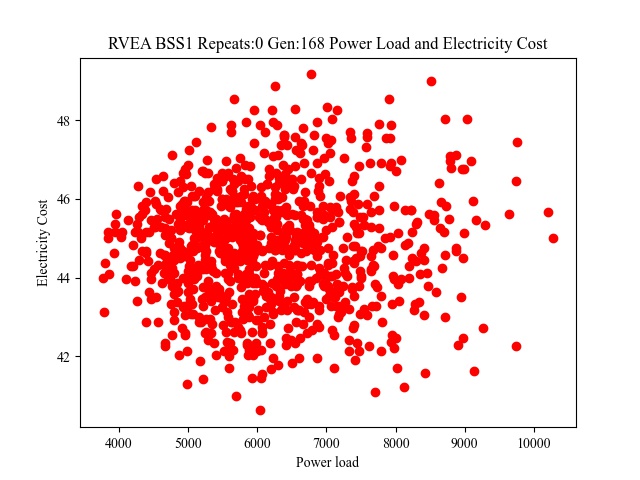 RVEA BSS1 Repeats:0 Gen:168 Power Load and Electricity Cost
48
46
44
42
Electricity Cost
4000 5000 6000 7000 8000 9000 10000
Power load